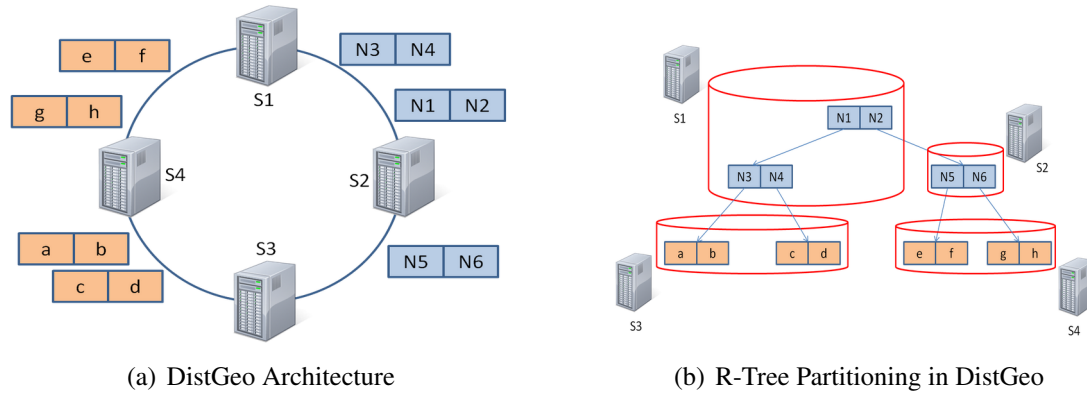 e f
N3 N4
S1
g h
N1 N2
S4
S2
a b
S3
c d
N5 N6
S1
N1 N2
S2
N3 N4
N5 N6
a b
c d
e f
g h
S3
S4
(a) DistGeo Architecture
(b) R-Tree Partitioning in DistGeo